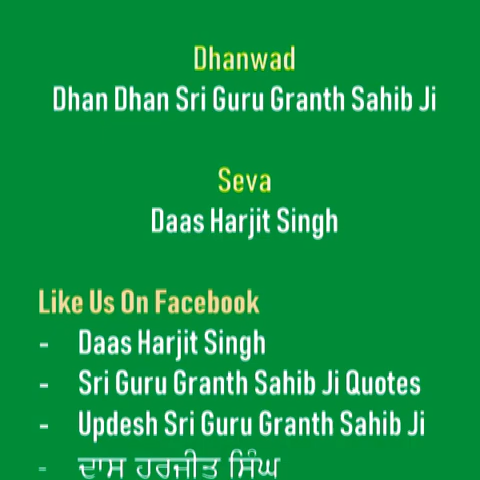 Dhanwad
Dhan Dhan Sri Guru Granth Sahib Ji
Seva
Daas Harjit Singh
Like Us On Facebook
- Daas Harjit Singh
- Sri Guru Granth Sahib Ji Quotes
- Updesh Sri Guru Granth Sahib Ji
- ਦਾਸ ਹਰਜੀਤ ਸਿੰਘ